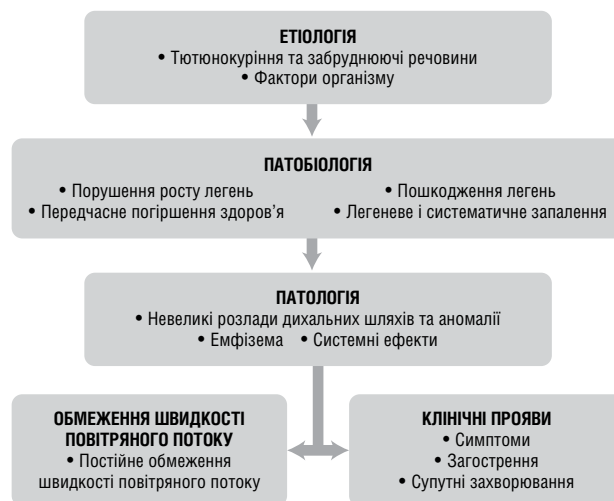 ЕТІОЛОГІЯ
• Тютюнокуріння та забруднюючі речовини
• Фактори організму
ПАТОБІОЛОГІЯ
• Порушення росту легень
• Передчасне погіршення здоров’я
• Пошкодження легень
• Легеневе і систематичне запалення
ПАТОЛОГІЯ
• Невеликі розлади дихальних шляхів та аномалії
• Емфізема • Системні ефекти
ОБМЕЖЕННЯ ШВИДКОСТІ
ПОВІТРЯНОГО ПОТОКУ
• Постійне обмеження
швидкості повітряного потоку
КЛІНІЧНІ ПРОЯВИ
• Симптоми
• Загострення
• Супутні захворювання